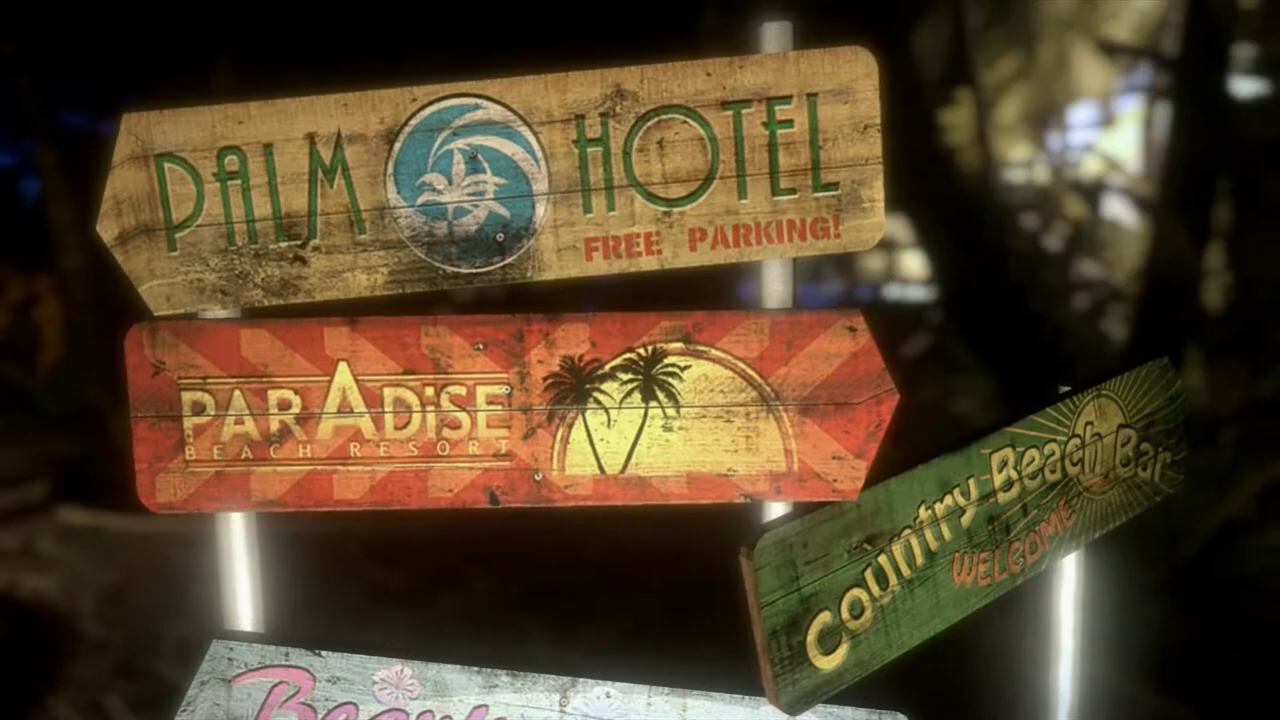 PALM HOTEL
FREE PARKING!
PARADiSE
BEACH RESORT
Country-Beach Bar
WELCOME